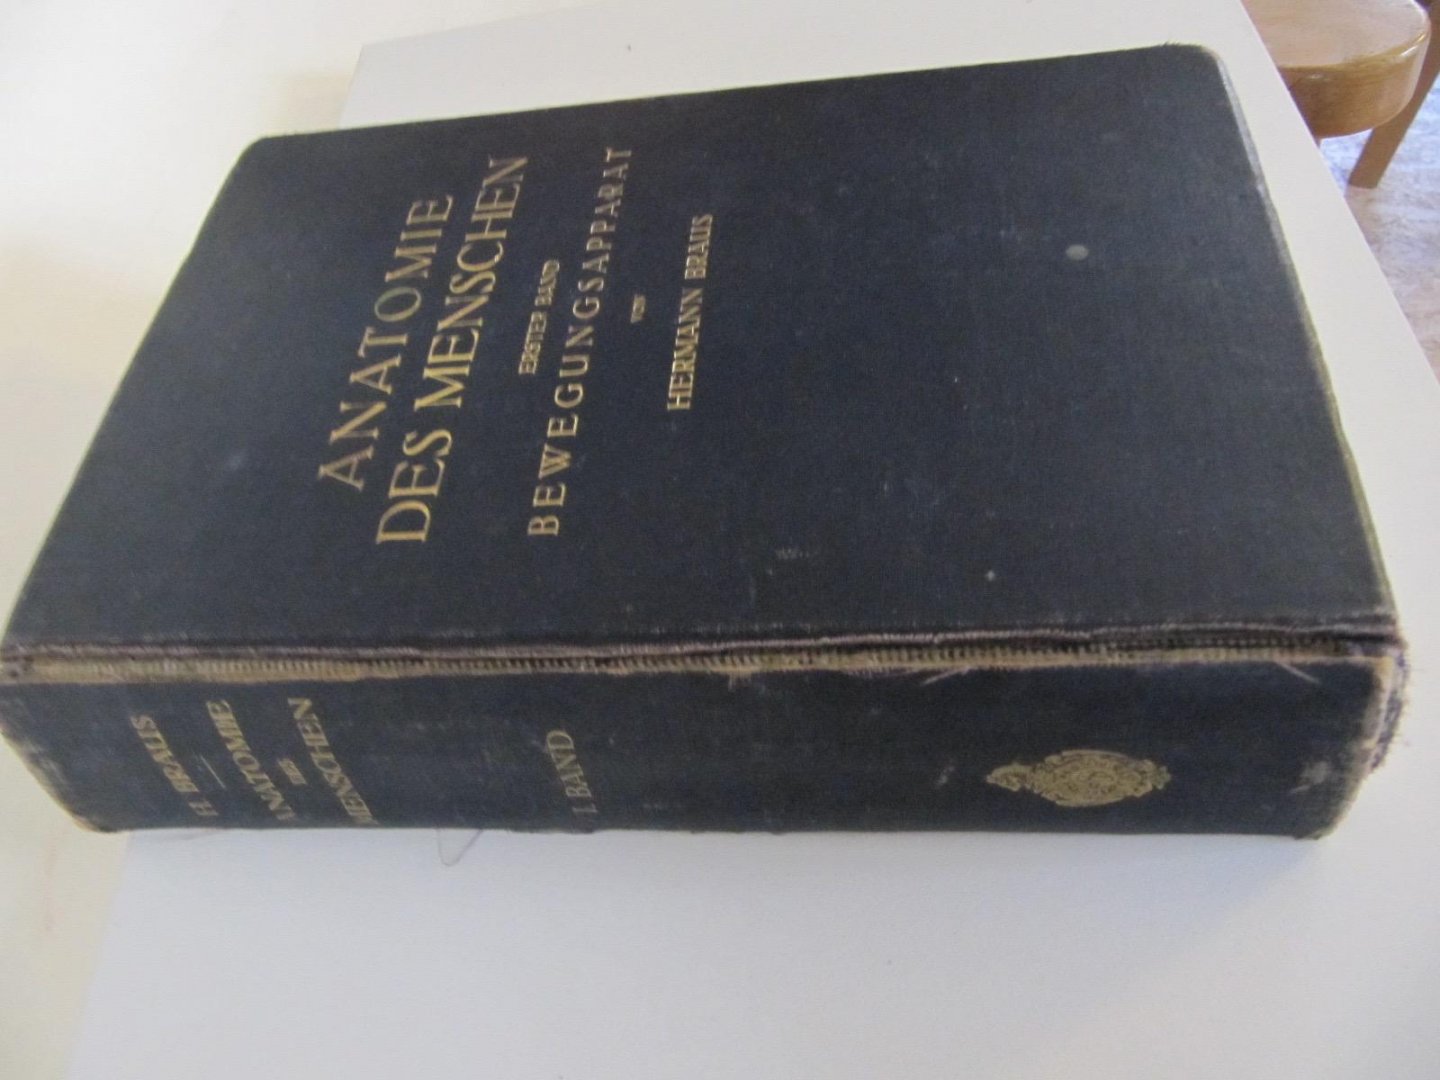 ANATOMIE
DES MENSCHEN
ERSTER BAND
BEWEGUNGSAPPARAT
VON
HERMANN BRAUS
H. BRAUS
ANATOMIE
DES
MENSCHEN
I. BAND